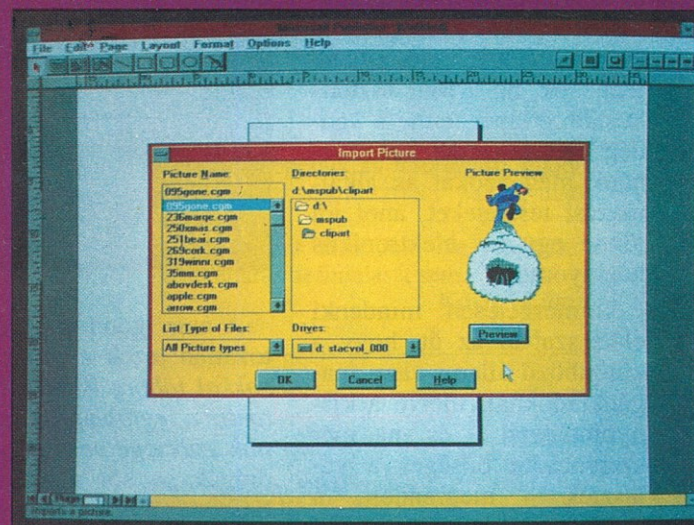 File Edit Page Layout Format Options Help
Import Picture
Picture Name:
Directories:
Picture Preview
095gone.cgm
d:\mspub\clipart
095gone.cgm
236marge.cgm
250xmas.cgm
251bear.cgm
269cork.cgm
319winnr.cgm
35mm.cgm
abovdesk.cgm
apple.cgm
arrow.cgm
d:\
mspub
clipart
List Type of Files:
Drives:
All Picture types
d: stacvol_000
Preview
OK
Cancel
Help
Page
Imports a picture.